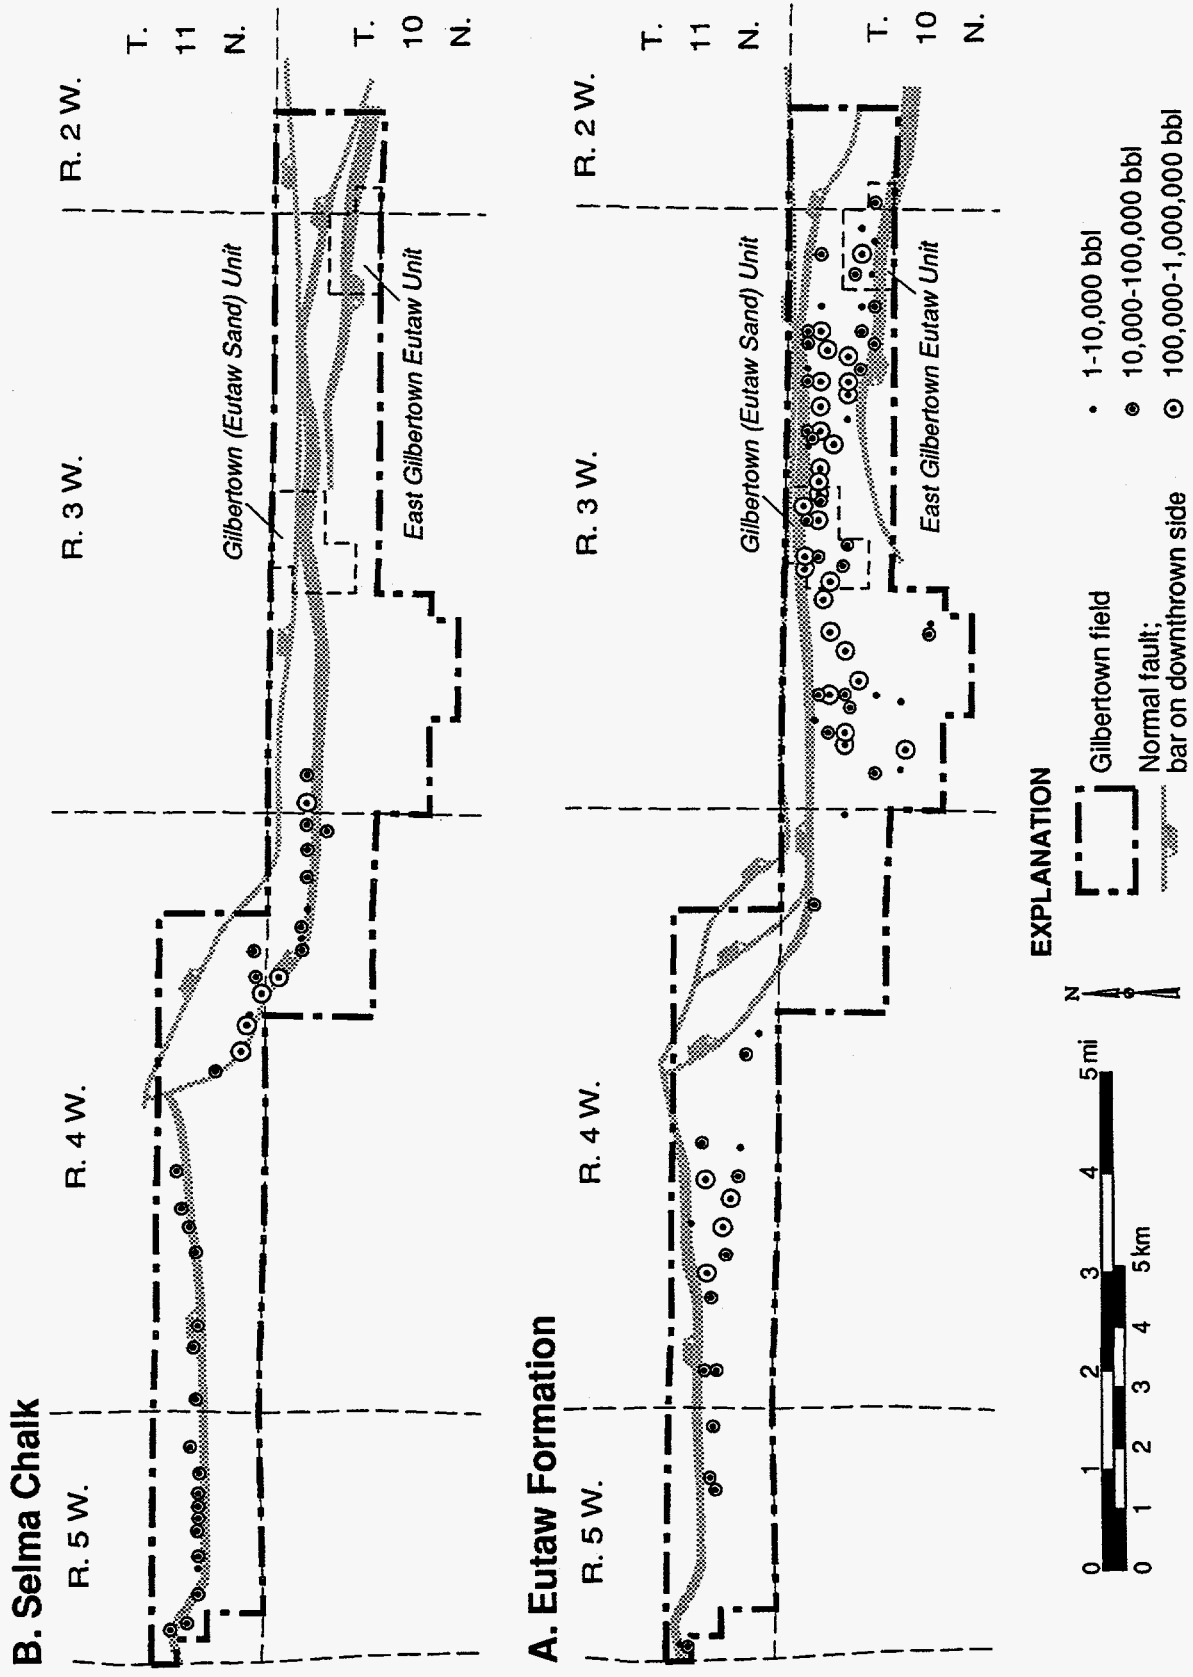 B. Selma Chalk
R. 5 W.
R. 4 W.
R. 3 W.
R. 2 W.
T.
11
N.
T.
10
N.
Gilbertown (Eutaw Sand) Unit
East Gilbertown Eutaw Unit
A. Eutaw Formation
R. 5 W.
R. 4 W.
R. 3 W.
R. 2 W.
T.
11
N.
T.
10
N.
Gilbertown (Eutaw Sand) Unit
East Gilbertown Eutaw Unit
0 1 2 3 4 5 mi
0 1 2 3 4 5 km
N
EXPLANATION
Gilbertown field
Normal fault;
bar on downthrown side
1-10,000 bbl
10,000-100,000 bbl
100,000-1,000,000 bbl